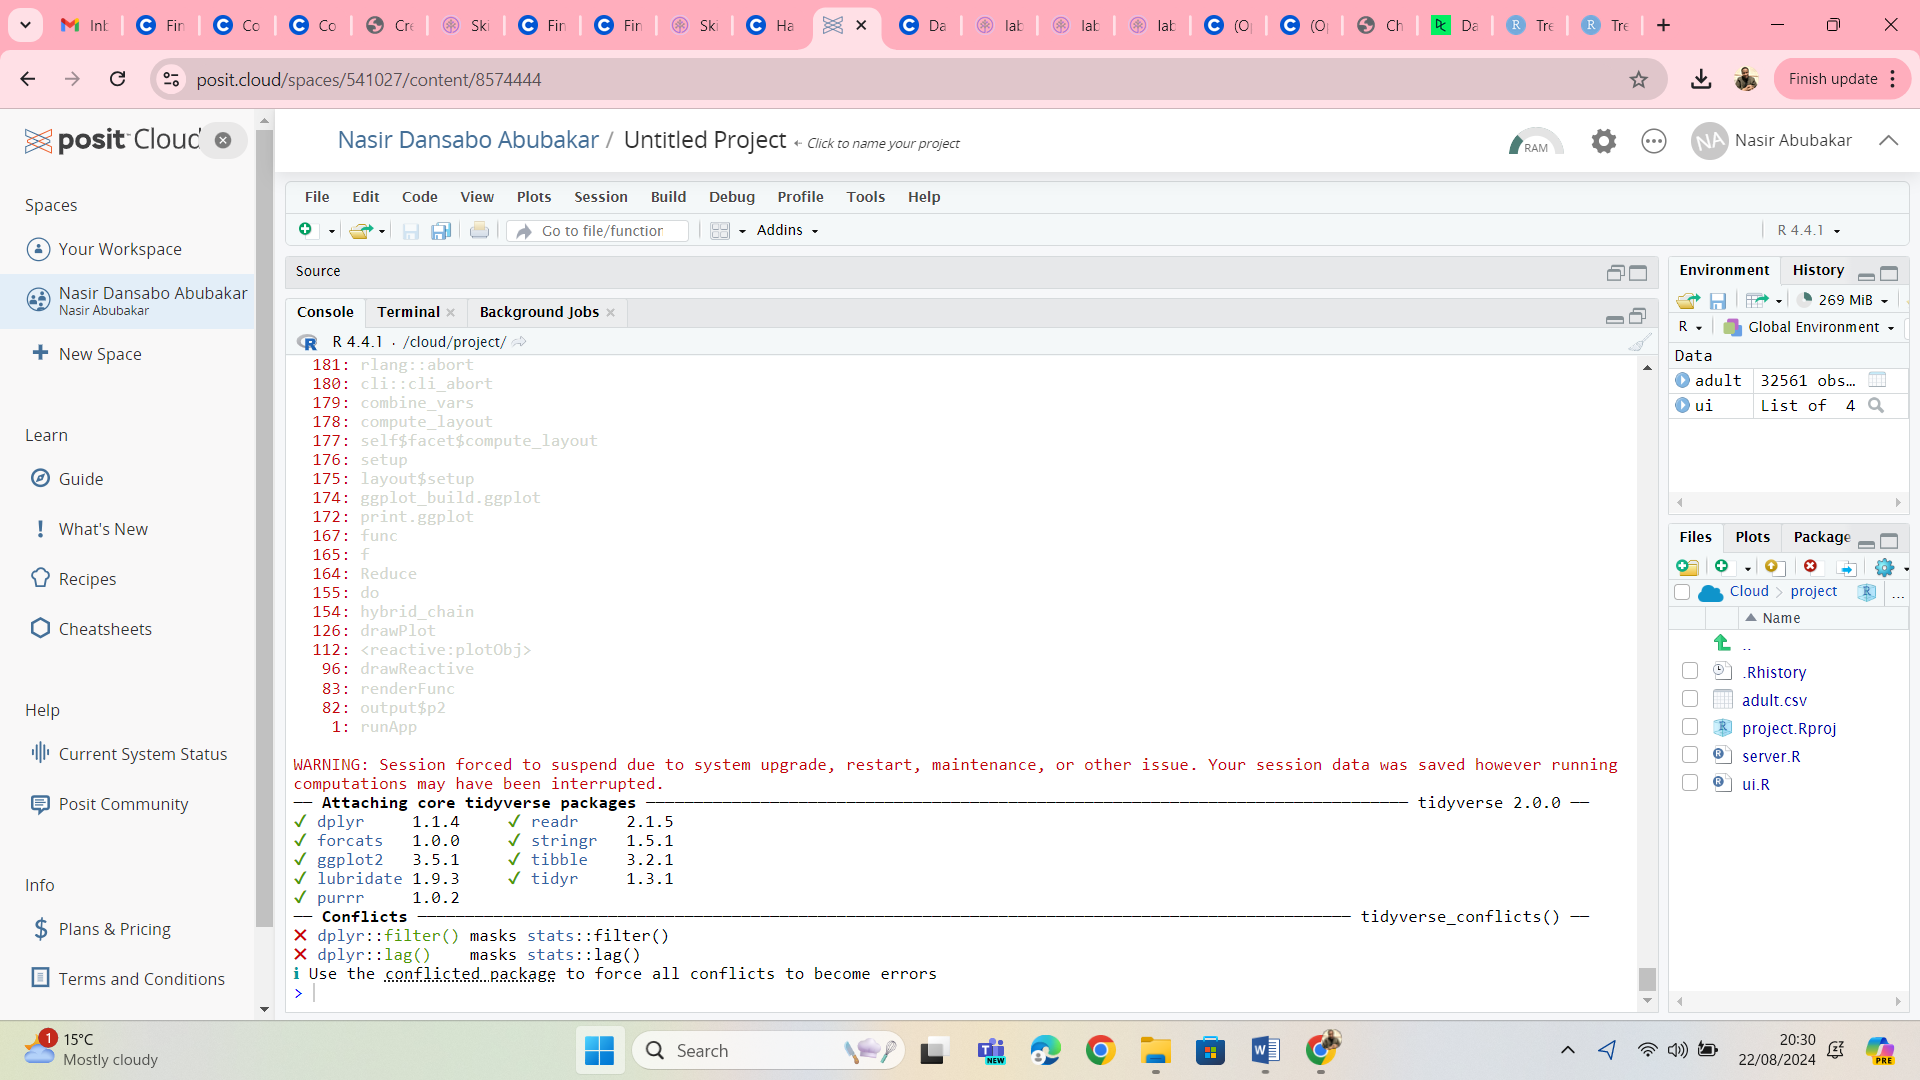 Inb
Fin
Co
Co
Cre
Ski
Fin
Fin
Ski
Ha
Da
lab
lab
lab
(Op
(Op
Ch
Da
Tre
Tre
posit.cloud/spaces/541027/content/8574444
Finish update
posit Cloud
Nasir Dansabo Abubakar / Untitled Project ← Click to name your project
RAM
NA
Nasir Abubakar
Spaces
Your Workspace
Nasir Dansabo Abubakar
Nasir Abubakar
New Space
Learn
Guide
What's New
Recipes
Cheatsheets
Help
Current System Status
Posit Community
Info
Plans & Pricing
Terms and Conditions
File Edit Code View Plots Session Build Debug Profile Tools Help
Go to file/function
Addins
R 4.4.1
Source
Console Terminal Background Jobs
R 4.4.1 · /cloud/project/
181: rlang::abort
180: cli::cli_abort
179: combine_vars
178: compute_layout
177: self$facet$compute_layout
176: setup
175: layout$setup
174: ggplot_build.ggplot
172: print.ggplot
167: func
165: f
164: Reduce
155: do
154: hybrid_chain
126: drawPlot
112: <reactive:plotObj>
96: drawReactive
83: renderFunc
82: output$p2
1: runApp
WARNING: Session forced to suspend due to system upgrade, restart, maintenance, or other issue. Your session data was saved however running
computations may have been interrupted.
── Attaching core tidyverse packages ── tidyverse 2.0.0 ──
✓ dplyr 1.1.4 ✓ readr 2.1.5
✓ forcats 1.0.0 ✓ stringr 1.5.1
✓ ggplot2 3.5.1 ✓ tibble 3.2.1
✓ lubridate 1.9.3 ✓ tidyr 1.3.1
✓ purrr 1.0.2
── Conflicts ── tidyverse_conflicts() ──
✗ dplyr::filter() masks stats::filter()
✗ dplyr::lag() masks stats::lag()
ℹ Use the conflicted package to force all conflicts to become errors
>
Environment History
269 MiB
R Global Environment
Data
adult 32561 obs…
ui List of 4
Files Plots Package
Cloud project ...
Name
..
.Rhistory
adult.csv
project.Rproj
server.R
ui.R
1
15°C
Mostly cloudy
Search
NEW
20:30
22/08/2024
PRE